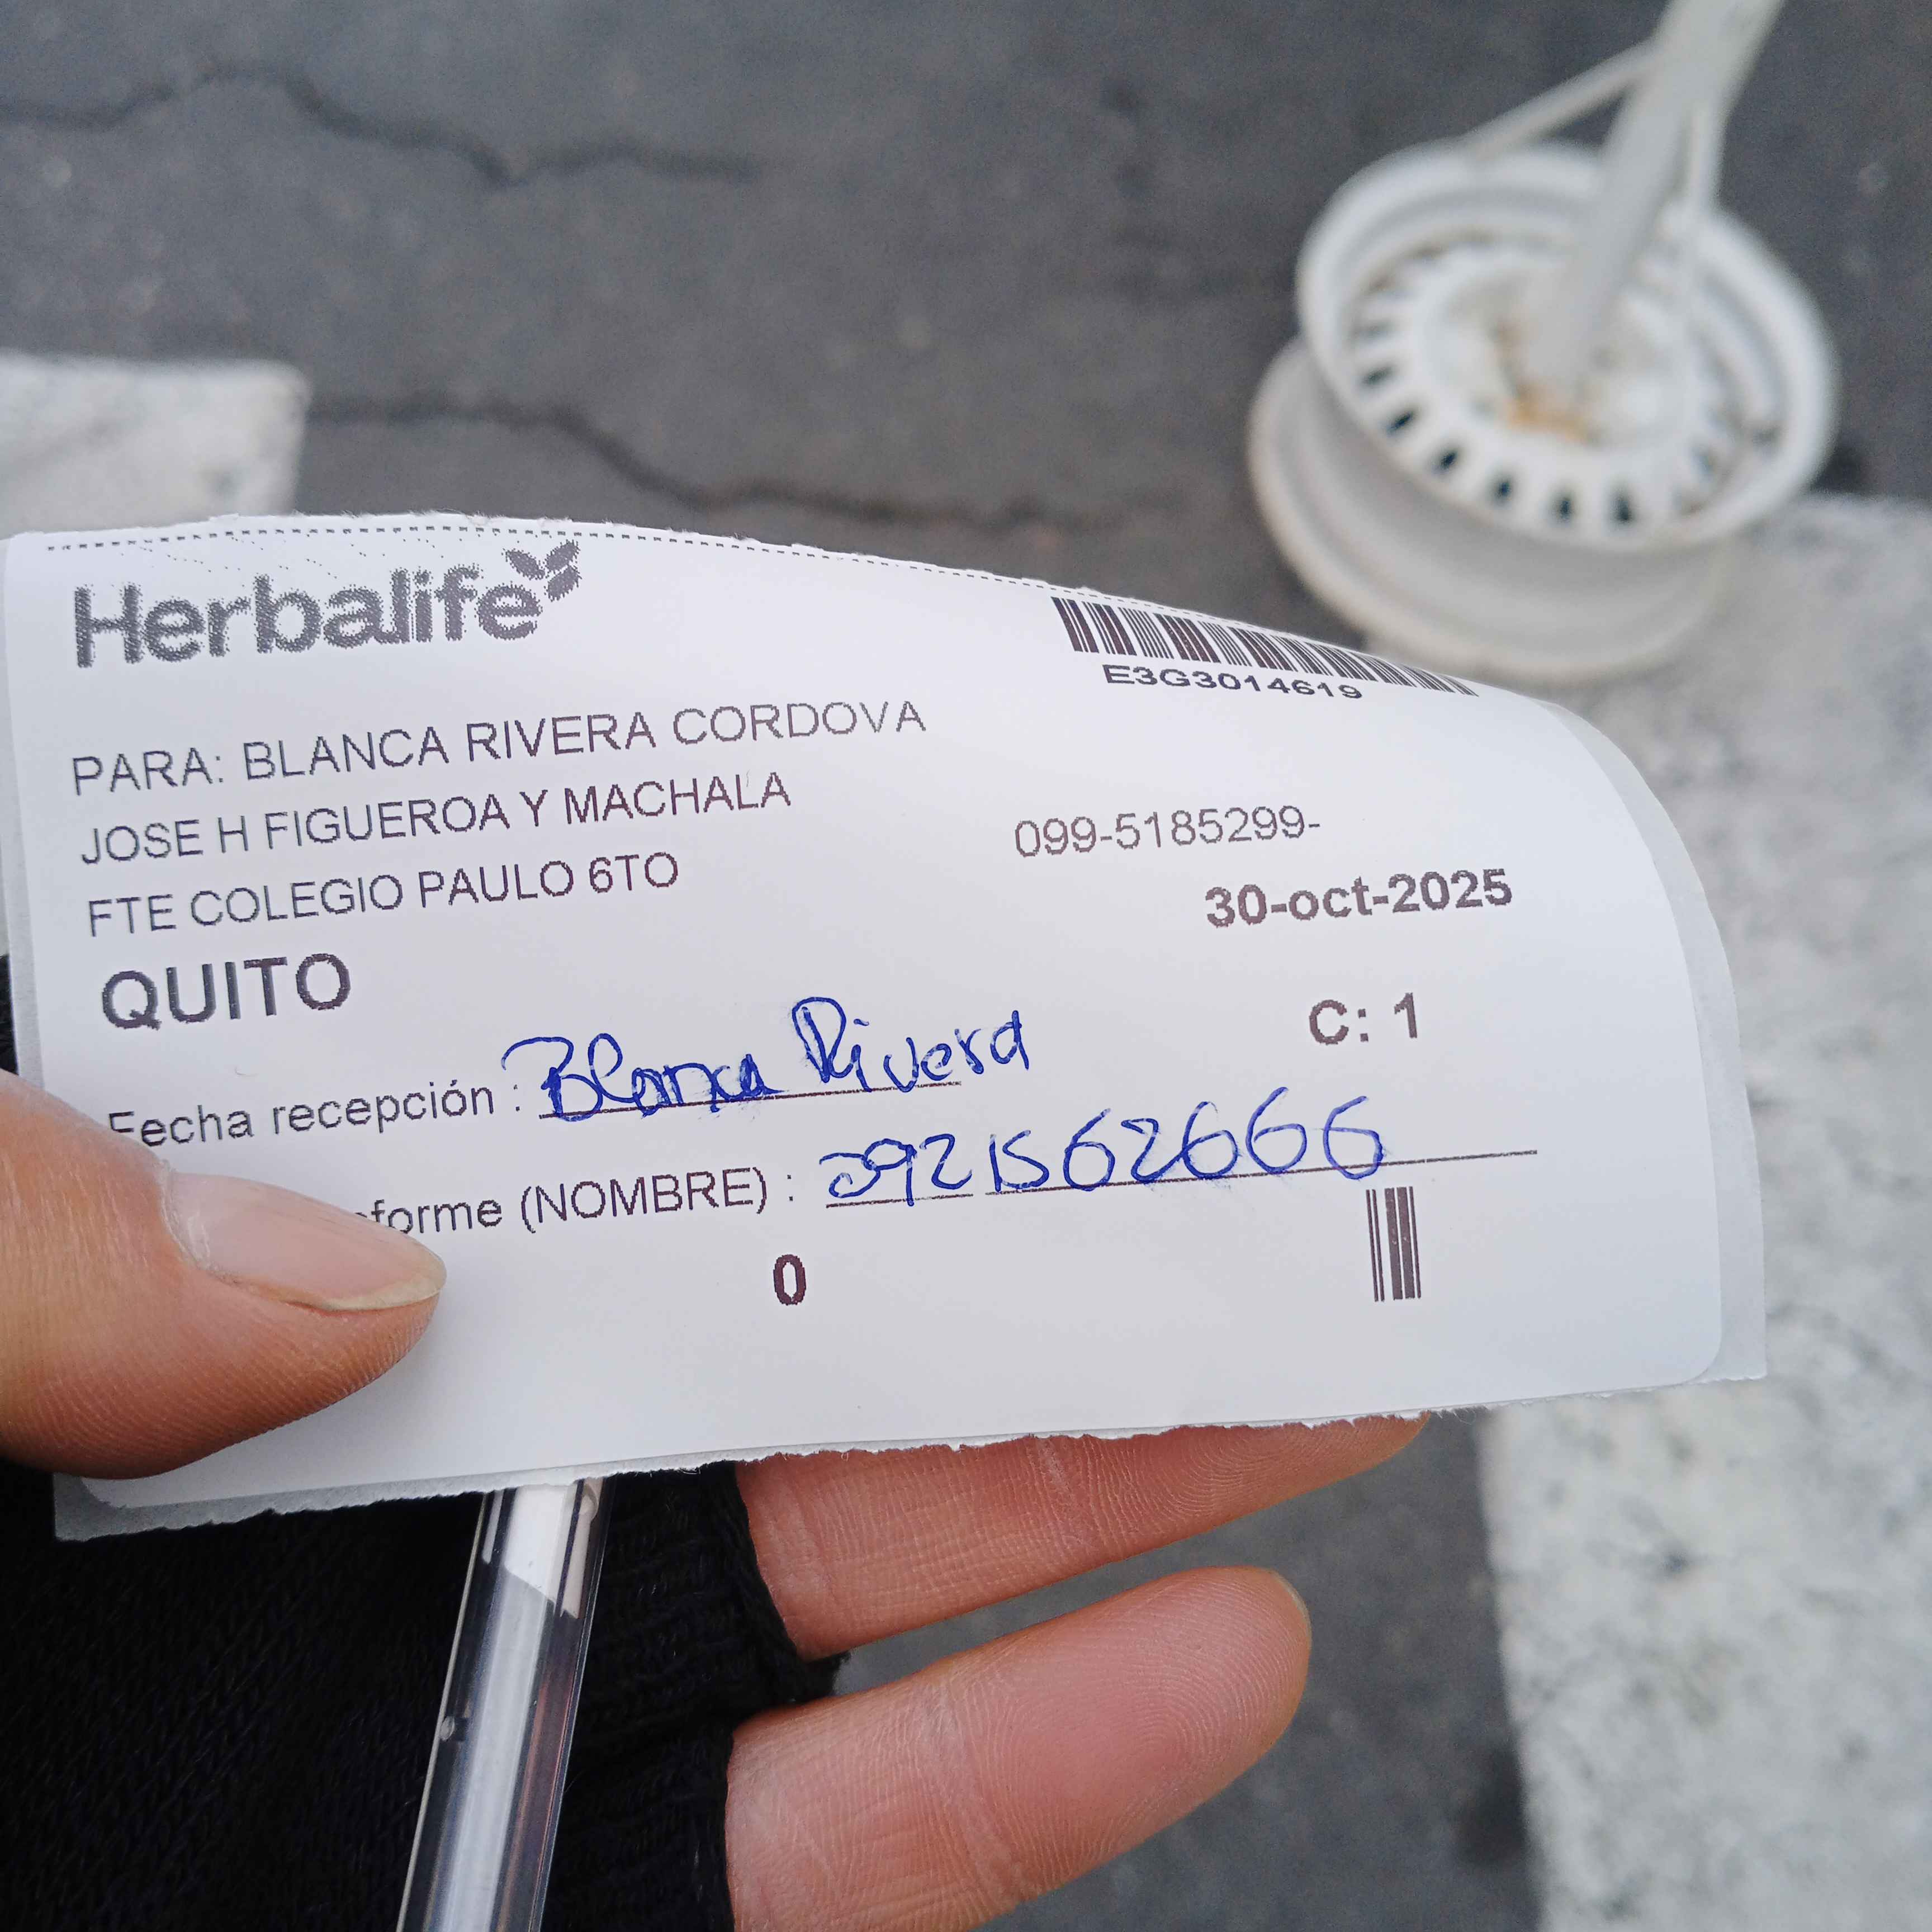 Herbalife
E3G3014619
PARA: BLANCA RIVERA CORDOVA
JOSE H FIGUEROA Y MACHALA
099-5185299-
FTE COLEGIO PAULO 6TO
30-oct-2025
QUITO
C: 1
Fecha recepción : Blanca Rivera
(NOMBRE) : 0921562666
0